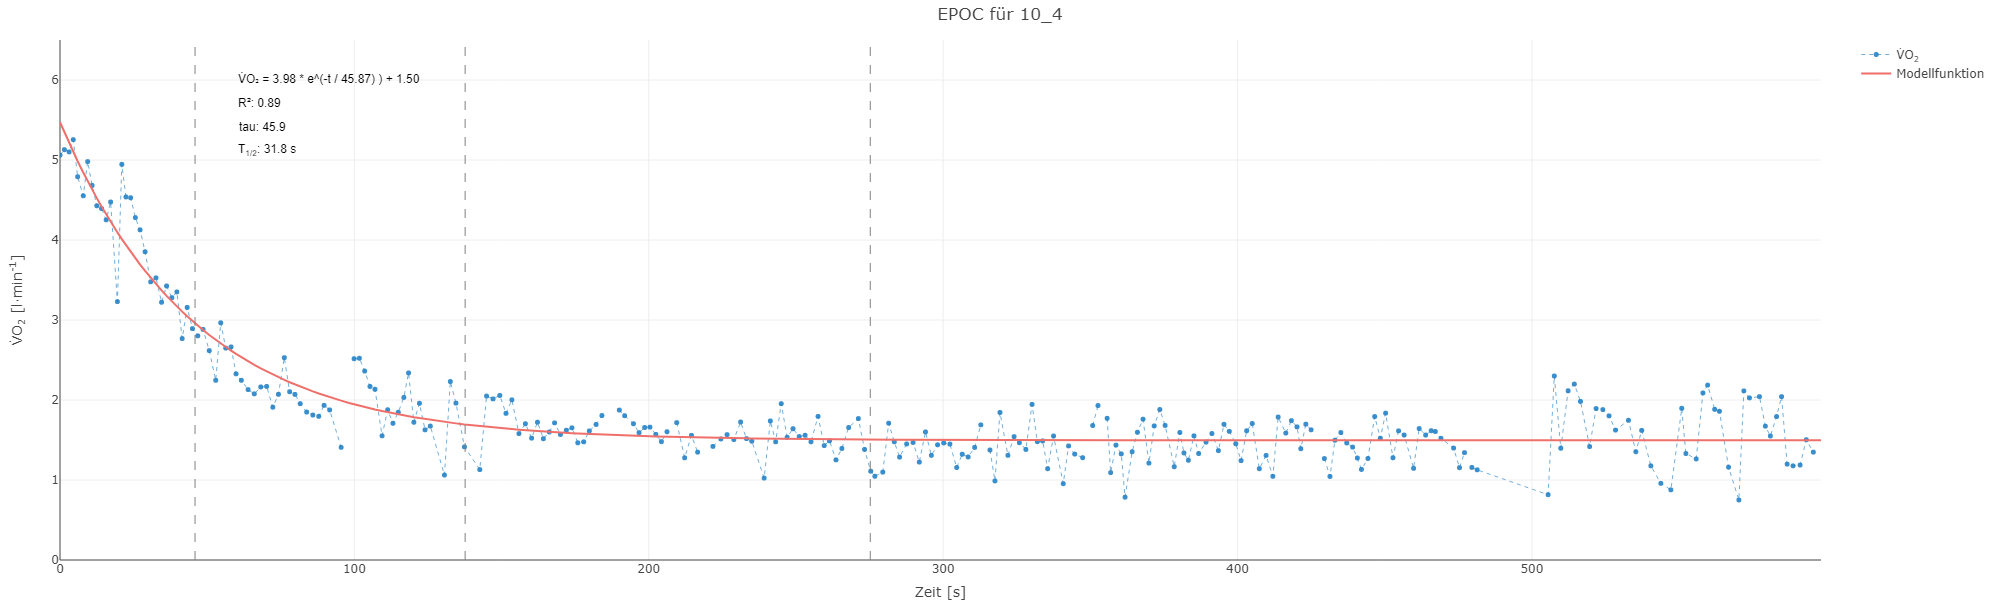 EPOC für 10_4
V̇O₂ = 3.98 * e^(-t / 45.87) ) + 1.50
R²: 0.89
tau: 45.9
T1/2: 31.8 s
V̇O₂
Modellfunktion
V̇O₂ [l·min⁻¹]
6
5
4
3
2
1
0
0 100 200 300 400 500
Zeit [s]